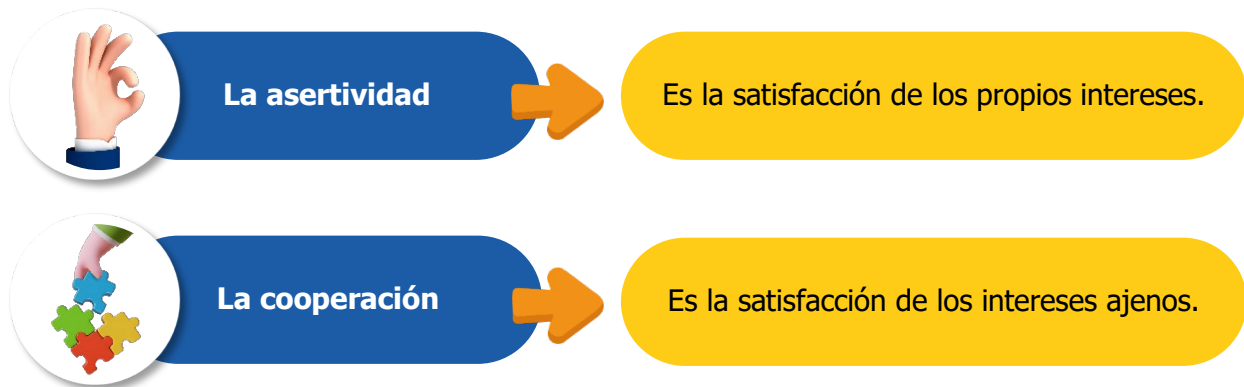 La asertividad
Es la satisfacción de los propios intereses.
La cooperación
Es la satisfacción de los intereses ajenos.